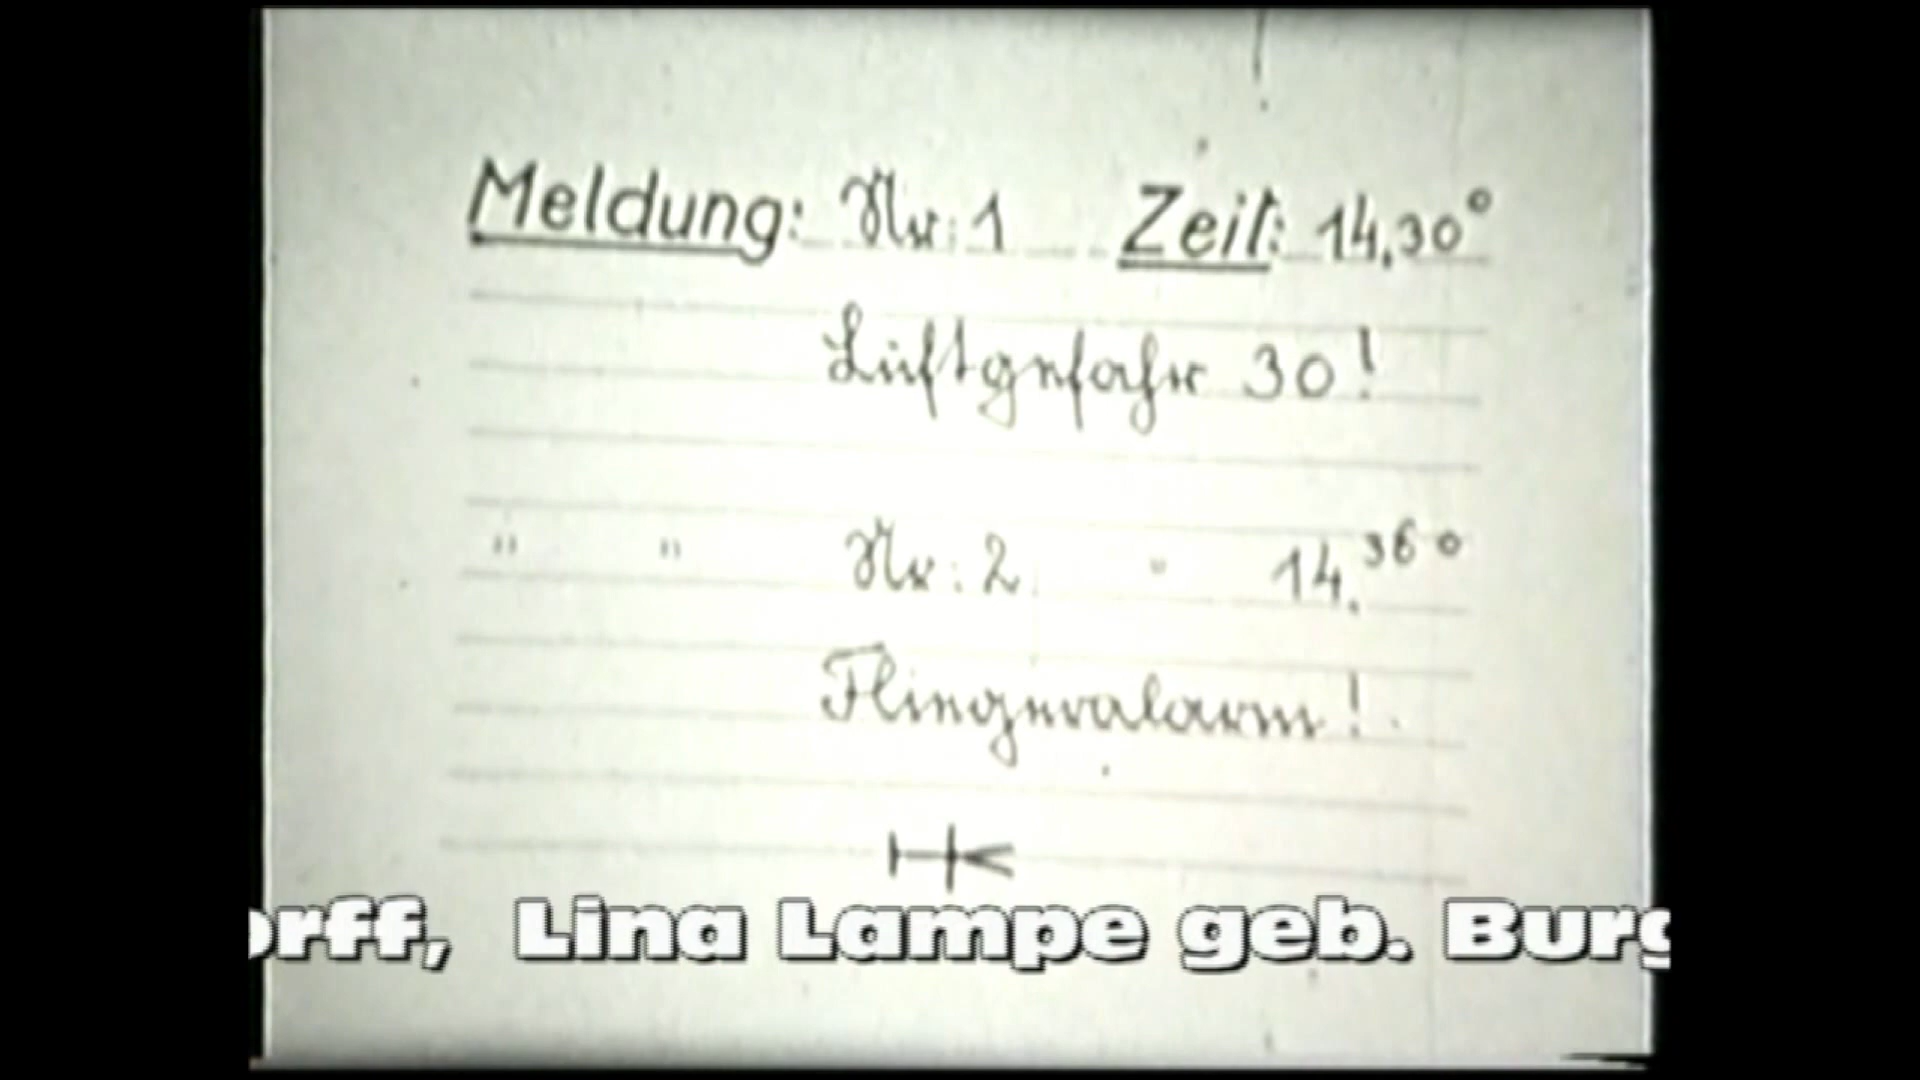 Meldung: Nr: 1 Zeit: 14,30°
Luftgefahr 30!
" " Nr: 2 " 14,36°
Fliegeralarm!
orff, Lina Lampe geb. Burg